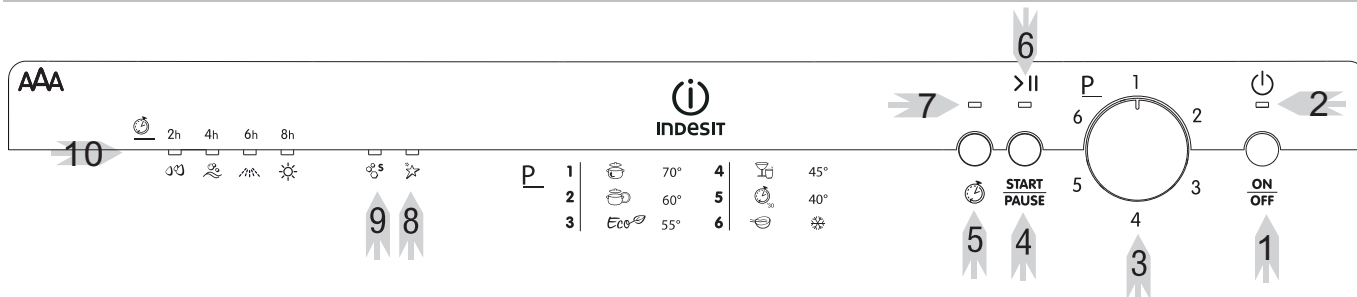 6
AAA
>II
P
1
7
2
6
2
INDESIT
10
2h 4h 6h 8h
S
P 1 70° 4 45°
2 60° 5 30 40°
3 Eco 55° 6
START
PAUSE
5
3
4
ON
OFF
9
8
5
4
3
1